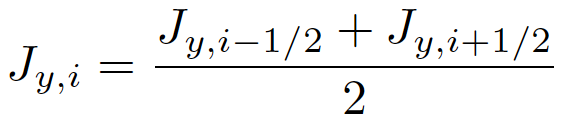 J_{y,i} = \frac{J_{y,i-1/2} + J_{y,i+1/2}}{2}